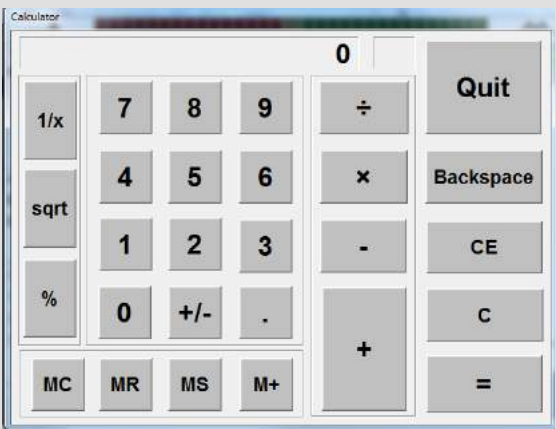 Calculator
0
Quit
1/x 7 8 9 ÷
4 5 6 × Backspace
sqrt
1 2 3 - CE
% 0 +/- . C
+
MC MR MS M+ =